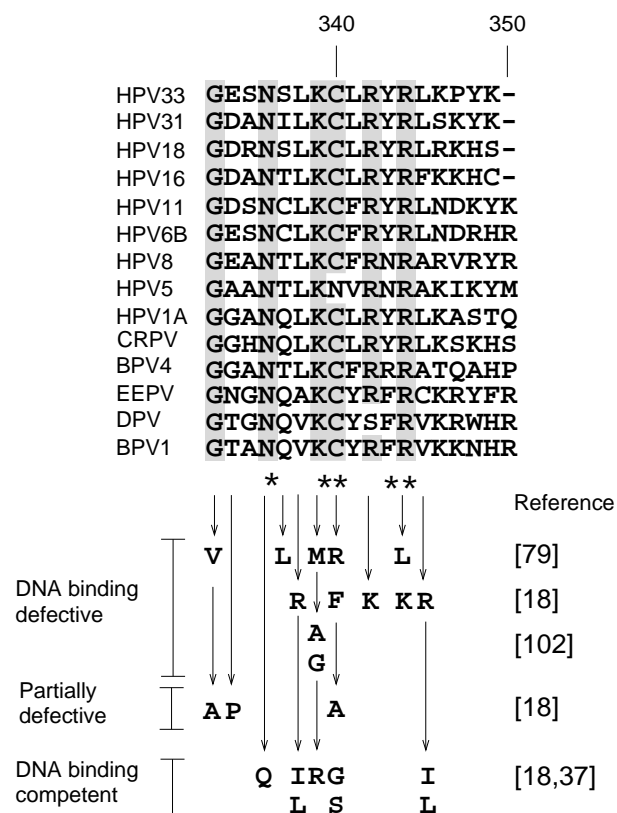 340 350
HPV33 GESNSLKCLRYRLKPYK-
HPV31 GDANILKCLRYRLSKYK-
HPV18 GDRNSLKCLRYRLRKHS-
HPV16 GDANTLKCLRYRFKKHC-
HPV11 GDSNCLKCFRYRLNDKYK
HPV6B GESNCLKCFRYRLNDRHR
HPV8 GEANTLKCFRNRARVRYR
HPV5 GAANTLKNVRNRAKIKYM
HPV1A GGANQLKCLRYRLKASTQ
CRPV GGHNQLKCLRYRLKSKHS
BPV4 GGANTLKCFRRRATQAHP
EEPV GNGNQAKCYRFRCKRYFR
DPV GTGNQVKCYSFRVKRWHR
BPV1 GTANQVKCYRFRVKKNHR
* ** **
Reference
V L MR L [79]
DNA binding R F K KR [18]
defective A [102]
G
Partially
defective AP A [18]
DNA binding Q IRG I [18,37]
competent L S L